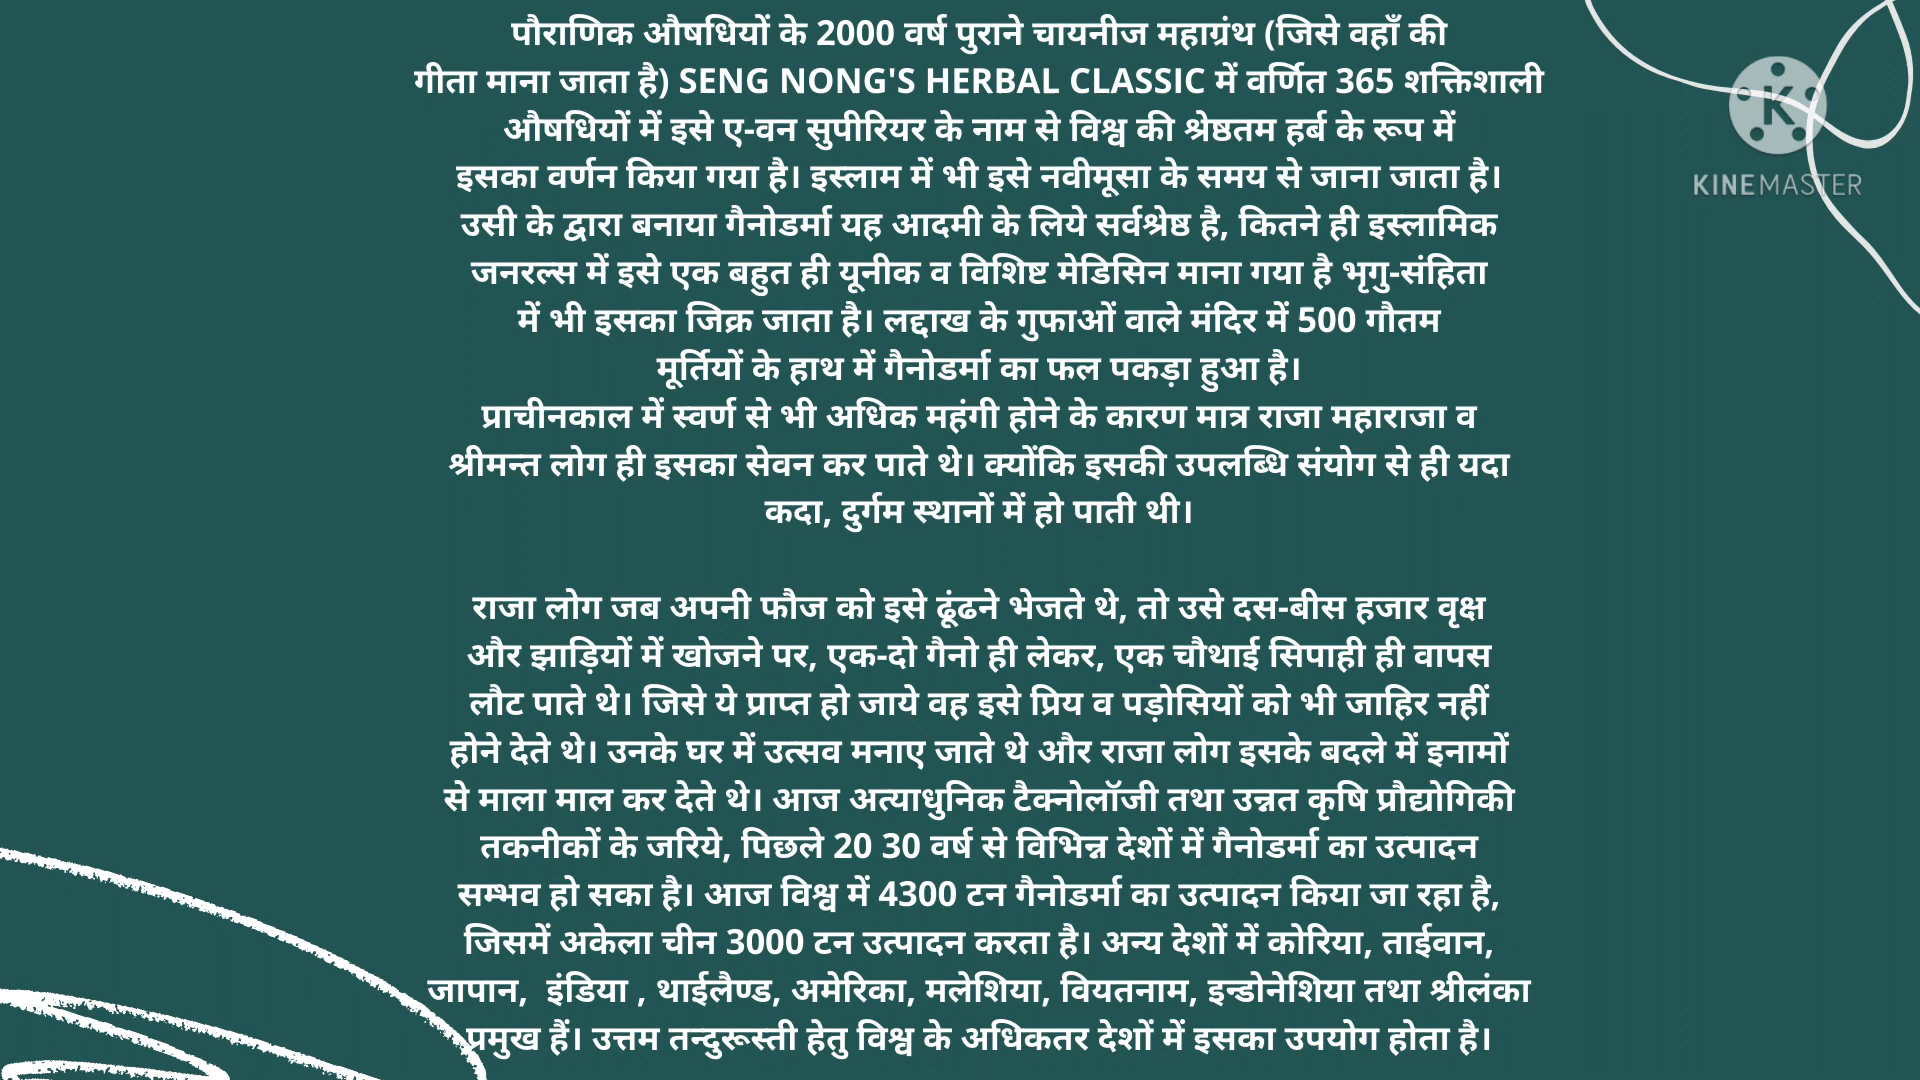 पौराणिक औषधियों के 2000 वर्ष पुराने चायनीज महाग्रंथ (जिसे वहाँ की
गीता माना जाता है) SENG NONG'S HERBAL CLASSIC में वर्णित 365 शक्तिशाली
औषधियों में इसे ए-वन सुपीरियर के नाम से विश्व की श्रेष्ठतम हर्ब के रूप में
इसका वर्णन किया गया है। इस्लाम में भी इसे नवीमूसा के समय से जाना जाता है।
उसी के द्वारा बनाया गैनोडर्मा यह आदमी के लिये सर्वश्रेष्ठ है, कितने ही इस्लामिक
जनरल्स में इसे एक बहुत ही यूनीक व विशिष्ट मेडिसिन माना गया है भृगु-संहिता
में भी इसका जिक्र जाता है। लद्दाख के गुफाओं वाले मंदिर में 500 गौतम
मूर्तियों के हाथ में गैनोडर्मा का फल पकड़ा हुआ है।
प्राचीनकाल में स्वर्ण से भी अधिक महंगी होने के कारण मात्र राजा महाराजा व
श्रीमन्त लोग ही इसका सेवन कर पाते थे। क्योंकि इसकी उपलब्धि संयोग से ही यदा
कदा, दुर्गम स्थानों में हो पाती थी।
राजा लोग जब अपनी फौज को इसे ढूंढने भेजते थे, तो उसे दस-बीस हजार वृक्ष
और झाड़ियों में खोजने पर, एक-दो गैनो ही लेकर, एक चौथाई सिपाही ही वापस
लौट पाते थे। जिसे ये प्राप्त हो जाये वह इसे प्रिय व पड़ोसियों को भी जाहिर नहीं
होने देते थे। उनके घर में उत्सव मनाए जाते थे और राजा लोग इसके बदले में इनामों
से माला माल कर देते थे। आज अत्याधुनिक टैक्नोलॉजी तथा उन्नत कृषि प्रौद्योगिकी
तकनीकों के जरिये, पिछले 20 30 वर्ष से विभिन्न देशों में गैनोडर्मा का उत्पादन
सम्भव हो सका है। आज विश्व में 4300 टन गैनोडर्मा का उत्पादन किया जा रहा है,
जिसमें अकेला चीन 3000 टन उत्पादन करता है। अन्य देशों में कोरिया, ताईवान,
जापान, इंडिया , थाईलैण्ड, अमेरिका, मलेशिया, वियतनाम, इन्डोनेशिया तथा श्रीलंका
प्रमुख हैं। उत्तम तन्दुरूस्ती हेतु विश्व के अधिकतर देशों में इसका उपयोग होता है।
K
KINEMASTER